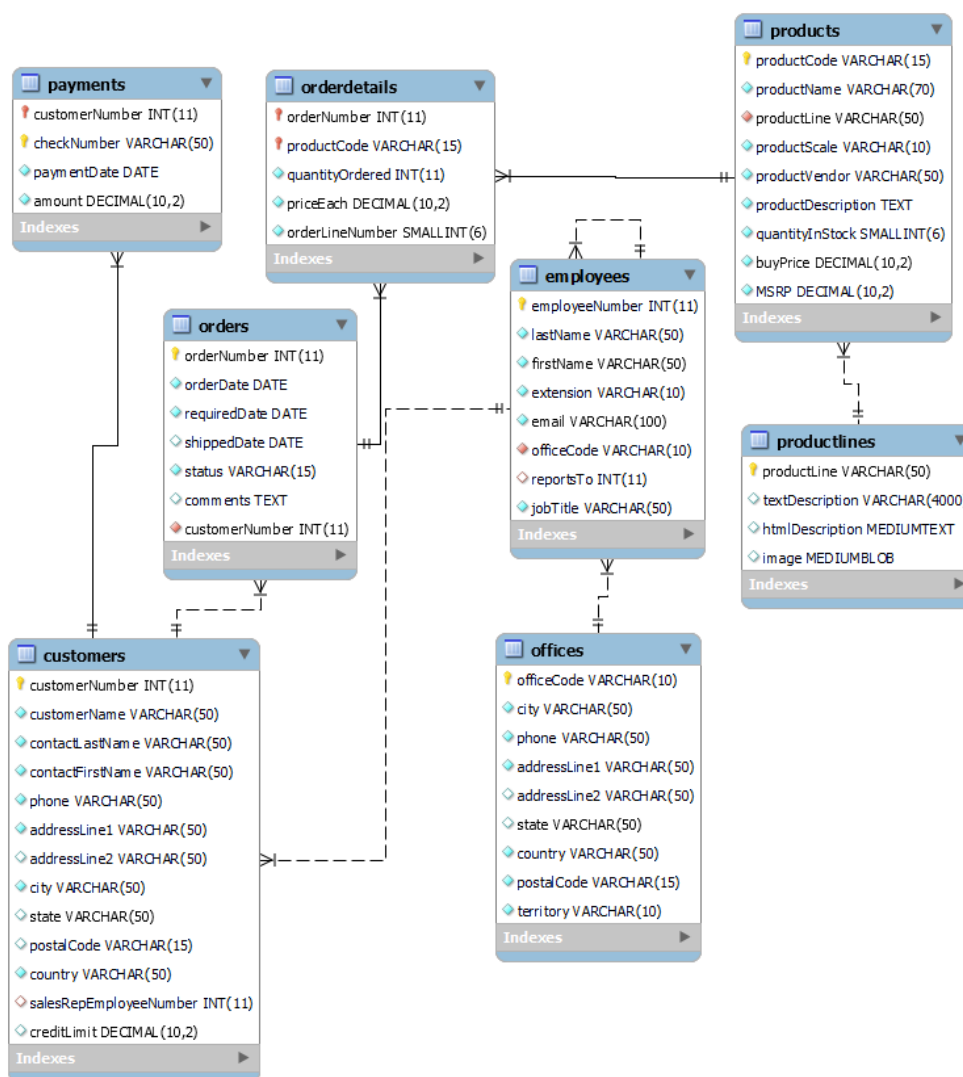 payments
customerNumber INT(11)
checkNumber VARCHAR(50)
paymentDate DATE
amount DECIMAL(10,2)
Indexes
orderdetails
orderNumber INT(11)
productCode VARCHAR(15)
quantityOrdered INT(11)
priceEach DECIMAL(10,2)
orderLineNumber SMALLINT(6)
Indexes
products
productCode VARCHAR(15)
productName VARCHAR(70)
productLine VARCHAR(50)
productScale VARCHAR(10)
productVendor VARCHAR(50)
productDescription TEXT
quantityInStock SMALLINT(6)
buyPrice DECIMAL(10,2)
MSRP DECIMAL(10,2)
Indexes
orders
orderNumber INT(11)
orderDate DATE
requiredDate DATE
shippedDate DATE
status VARCHAR(15)
comments TEXT
customerNumber INT(11)
Indexes
employees
employeeNumber INT(11)
lastName VARCHAR(50)
firstName VARCHAR(50)
extension VARCHAR(10)
email VARCHAR(100)
officeCode VARCHAR(10)
reportsTo INT(11)
jobTitle VARCHAR(50)
Indexes
productlines
productLine VARCHAR(50)
textDescription VARCHAR(4000
htmlDescription MEDIUMTEXT
image MEDIUMBLOB
Indexes
customers
customerNumber INT(11)
customerName VARCHAR(50)
contactLastName VARCHAR(50)
contactFirstName VARCHAR(50)
phone VARCHAR(50)
addressLine1 VARCHAR(50)
addressLine2 VARCHAR(50)
city VARCHAR(50)
state VARCHAR(50)
postalCode VARCHAR(15)
country VARCHAR(50)
salesRepEmployeeNumber INT(11)
creditLimit DECIMAL(10,2)
Indexes
offices
officeCode VARCHAR(10)
city VARCHAR(50)
phone VARCHAR(50)
addressLine1 VARCHAR(50)
addressLine2 VARCHAR(50)
state VARCHAR(50)
country VARCHAR(50)
postalCode VARCHAR(15)
territory VARCHAR(10)
Indexes